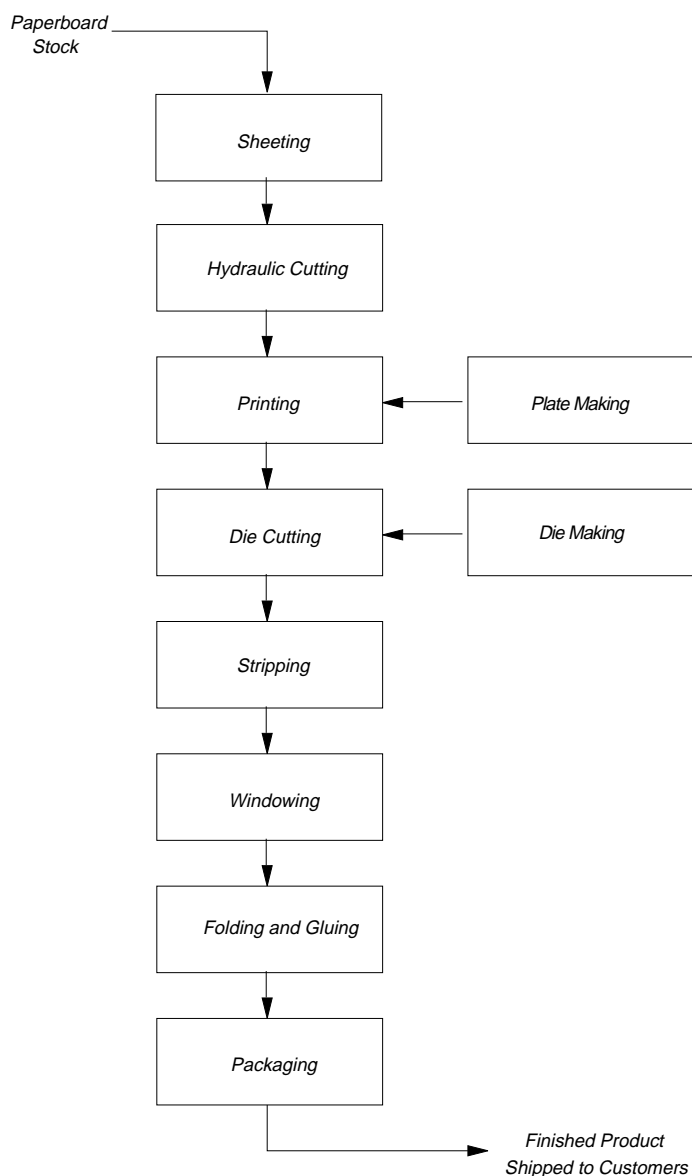 Paperboard
Stock
Sheeting
Hydraulic Cutting
Printing
Plate Making
Die Cutting
Die Making
Stripping
Windowing
Folding and Gluing
Packaging
Finished Product
Shipped to Customers